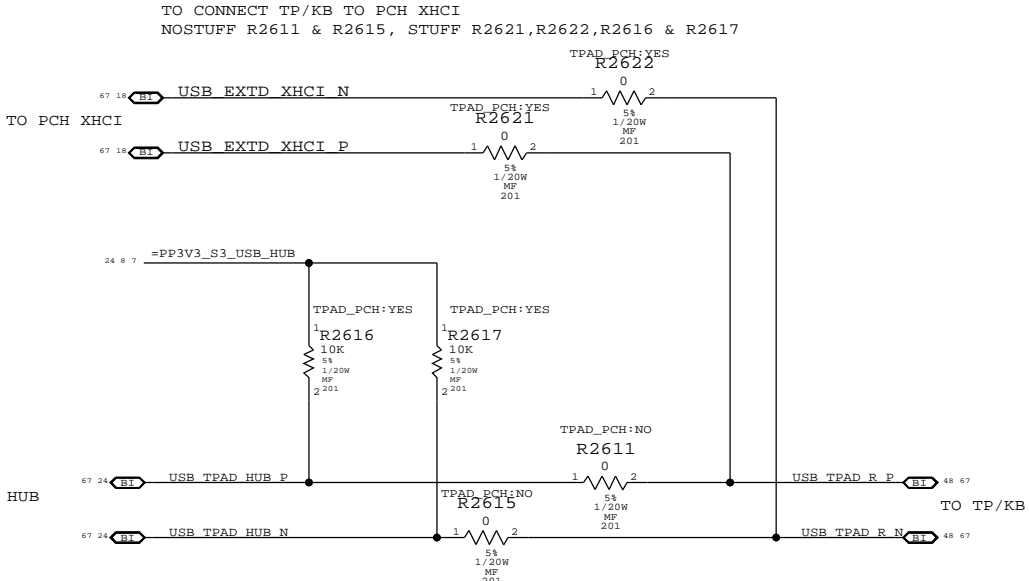 TO CONNECT TP/KB TO PCH XHCI
NOSTUFF R2611 & R2615, STUFF R2621,R2622,R2616 & R2617
TPAD_PCH:YES
R2622
0
67 18 BI USB_EXTD_XHCI_N 1 2
5%
1/20W
MF
201
TO PCH XHCI
TPAD_PCH:YES
R2621
0
67 18 BI USB_EXTD_XHCI_P 1 2
5%
1/20W
MF
201
24 8 7 =PP3V3_S3_USB_HUB
TPAD_PCH:YES
1
R2616
10K
5%
1/20W
MF
201
2
TPAD_PCH:YES
1
R2617
10K
5%
1/20W
MF
201
2
TPAD_PCH:NO
R2611
0
67 24 BI USB_TPAD_HUB_P 1 2 USB_TPAD_R_P BI 48 67
5%
1/20W
MF
201
HUB
TO TP/KB
TPAD_PCH:NO
R2615
0
67 24 BI USB_TPAD_HUB_N 1 2 USB_TPAD_R_N BI 48 67
5%
1/20W
MF
201